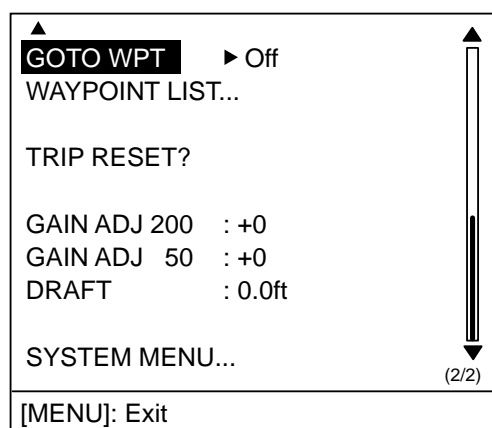 ▲
GOTO WPT ▶ Off
WAYPOINT LIST...
TRIP RESET?
GAIN ADJ 200 : +0
GAIN ADJ 50 : +0
DRAFT : 0.0ft
SYSTEM MENU...
(2/2)
[MENU]: Exit